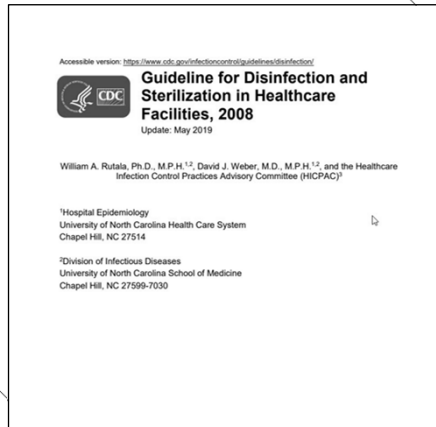 Accessible version: https://www.cdc.gov/infectioncontrol/guidelines/disinfection/
CDC
Guideline for Disinfection and
Sterilization in Healthcare
Facilities, 2008
Update: May 2019
William A. Rutala, Ph.D., M.P.H.¹,², David J. Weber, M.D., M.P.H.¹,², and the Healthcare
Infection Control Practices Advisory Committee (HICPAC)³
¹Hospital Epidemiology
University of North Carolina Health Care System
Chapel Hill, NC 27514
²Division of Infectious Diseases
University of North Carolina School of Medicine
Chapel Hill, NC 27599-7030